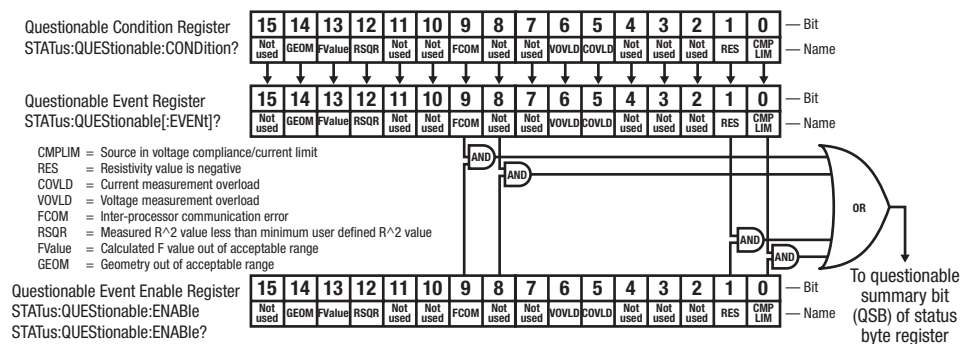 Questionable Condition Register
STATus:QUEStionable:CONDition?
15 14 13 12 11 10 9 8 7 6 5 4 3 2 1 0 — Bit
Not used GEOM FValue RSQR Not used Not used FCOM Not used Not used VOVLD COVLD Not used Not used Not used RES CMP LIM — Name
Questionable Event Register
STATus:QUEStionable[:EVENt]?
15 14 13 12 11 10 9 8 7 6 5 4 3 2 1 0 — Bit
Not used GEOM FValue RSQR Not used Not used FCOM Not used Not used VOVLD COVLD Not used Not used Not used RES CMP LIM — Name
CMPLIM = Source in voltage compliance/current limit
RES = Resistivity value is negative
COVLD = Current measurement overload
VOVLD = Voltage measurement overload
FCOM = Inter-processor communication error
RSQR = Measured R^2 value less than minimum user defined R^2 value
FValue = Calculated F value out of acceptable range
GEOM = Geometry out of acceptable range
AND
AND
AND
AND
OR
To questionable
summary bit
(QSB) of status
byte register
Questionable Event Enable Register
STATus:QUEStionable:ENABle
STATus:QUEStionable:ENABle?
15 14 13 12 11 10 9 8 7 6 5 4 3 2 1 0 — Bit
Not used GEOM FValue RSQR Not used Not used FCOM Not used Not used VOVLD COVLD Not used Not used Not used RES CMP LIM — Name